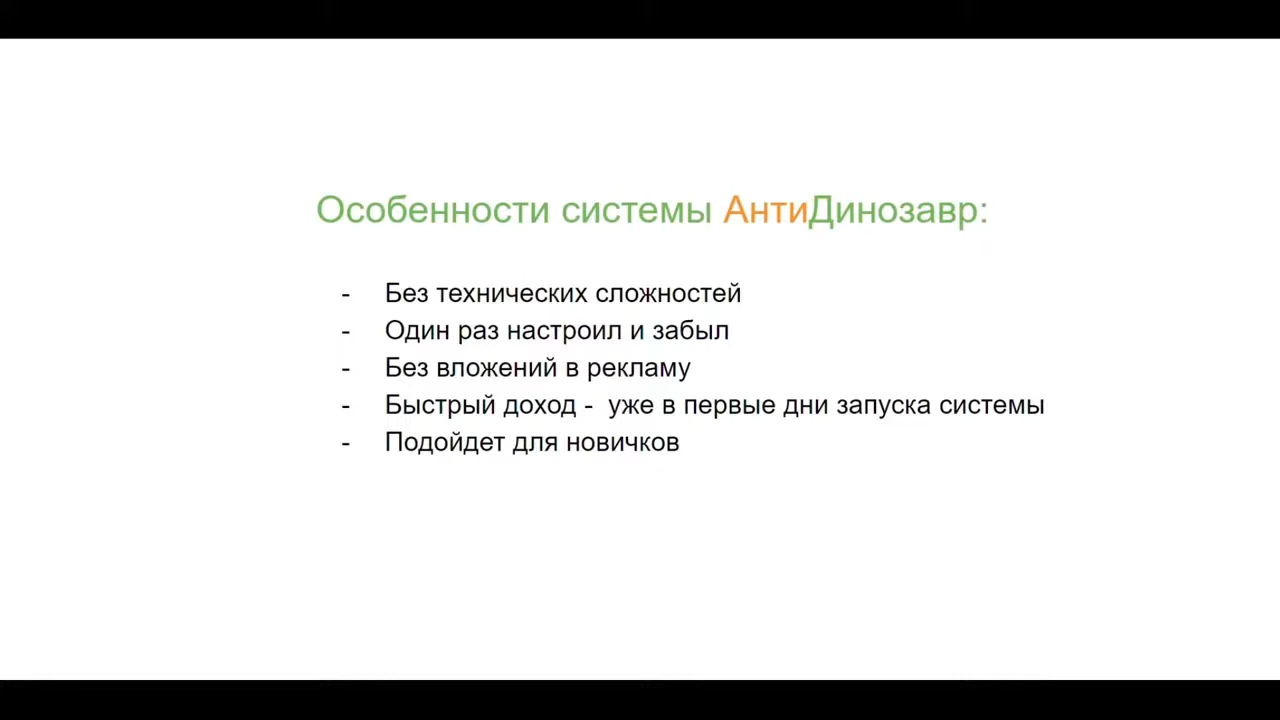 Особенности системы АнтиДинозавр:
- Без технических сложностей
- Один раз настроил и забыл
- Без вложений в рекламу
- Быстрый доход - уже в первые дни запуска системы
- Подойдет для новичков